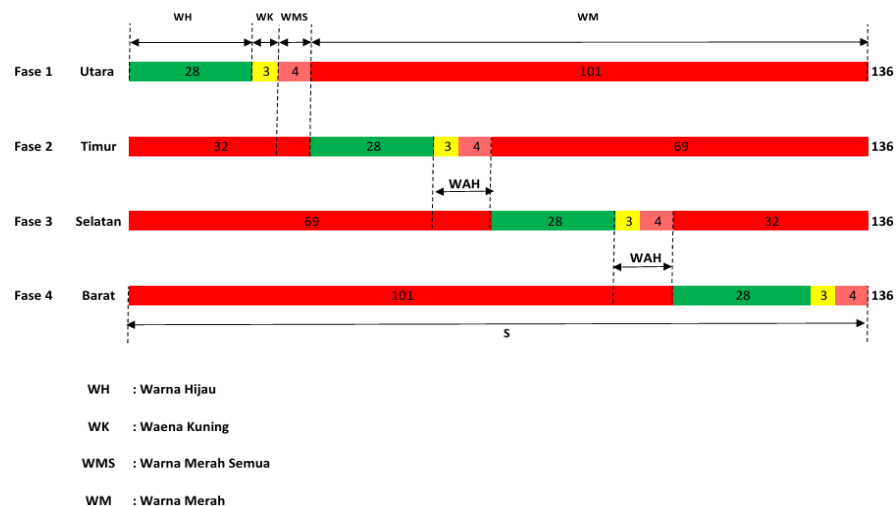 WH WK WMS WM
Fase 1 Utara 28 3 4 101 136
Fase 2 Timur 32 28 3 4 69 136
WAH
Fase 3 Selatan 69 28 3 4 32 136
WAH
Fase 4 Barat 101 28 3 4 136
S
WH : Warna Hijau
WK : Waena Kuning
WMS : Warna Merah Semua
WM : Warna Merah